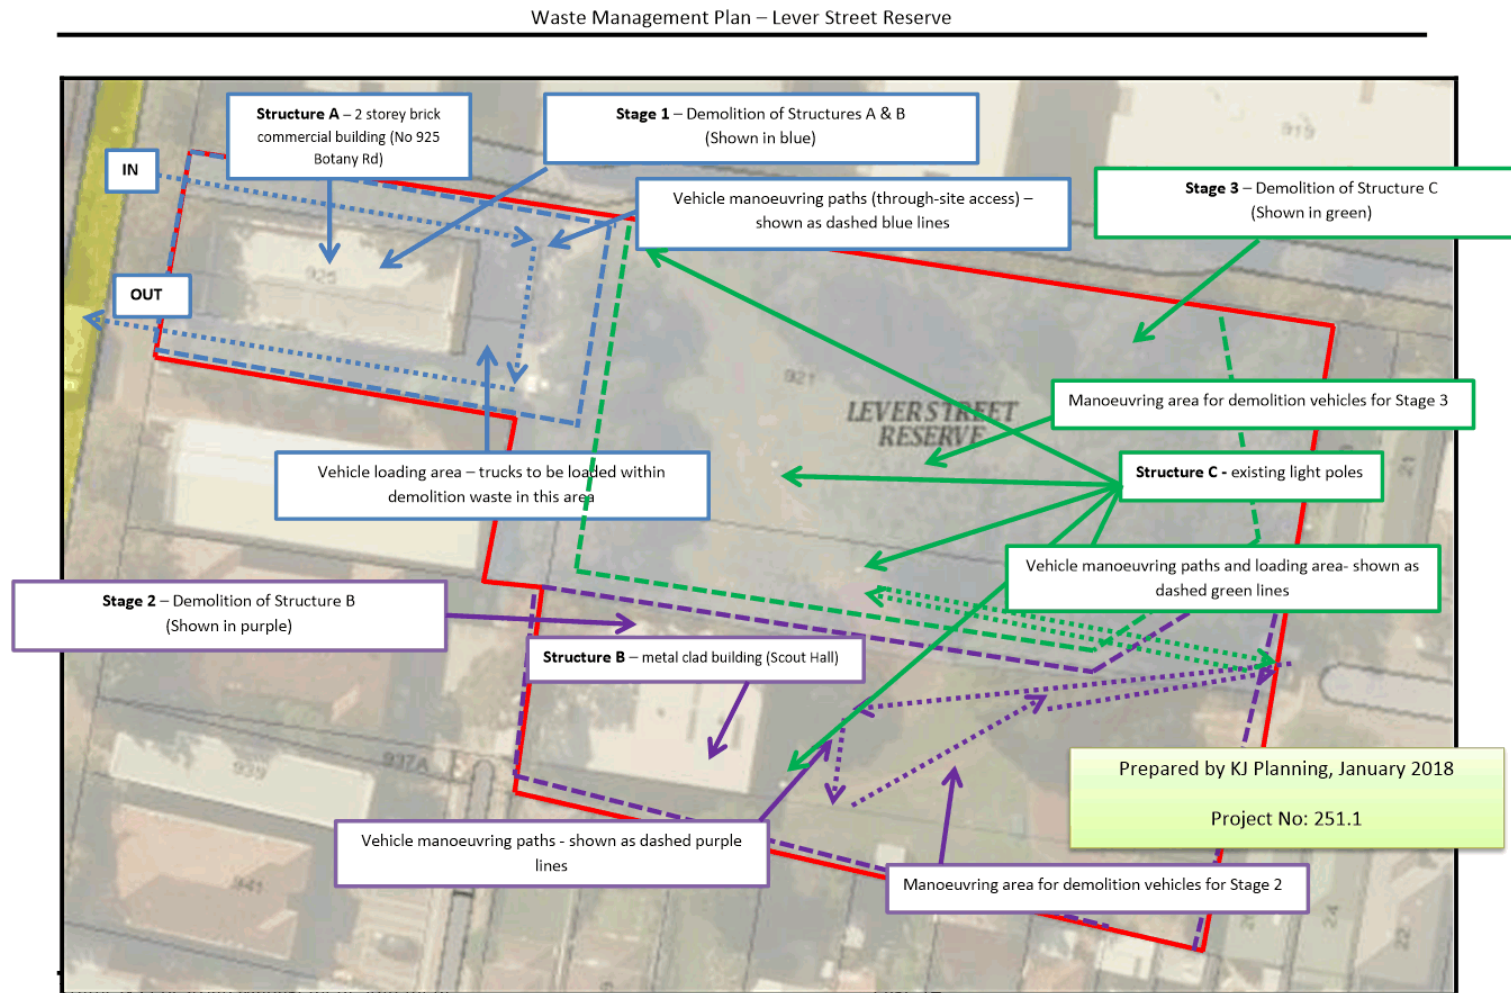 Waste Management Plan – Lever Street Reserve
Structure A – 2 storey brick
commercial building (No 925
Botany Rd)
Stage 1 – Demolition of Structures A & B
(Shown in blue)
919
IN
Vehicle manoeuvring paths (through-site access) –
shown as dashed blue lines
Stage 3 – Demolition of Structure C
(Shown in green)
925
OUT
921
LEVER STREET
RESERVE
Manoeuvring area for demolition vehicles for Stage 3
Vehicle loading area – trucks to be loaded within
demolition waste in this area
Structure C - existing light poles
21
Vehicle manoeuvring paths and loading area- shown as
dashed green lines
Stage 2 – Demolition of Structure B
(Shown in purple)
Structure B – metal clad building (Scout Hall)
939
937A
Prepared by KJ Planning, January 2018
Project No: 251.1
Vehicle manoeuvring paths - shown as dashed purple
lines
941
Manoeuvring area for demolition vehicles for Stage 2
24
22